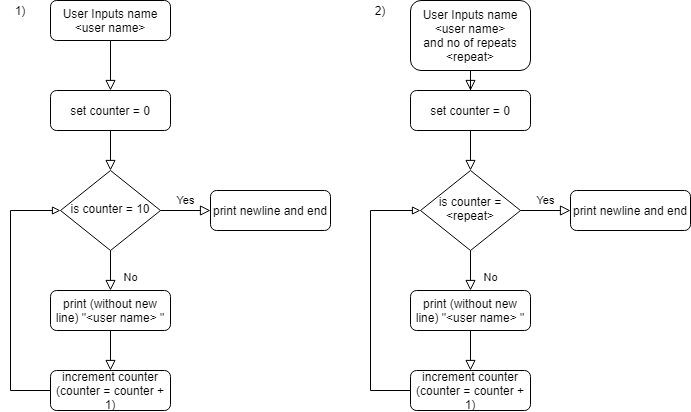 1)
User Inputs name
<user name>
set counter = 0
is counter = 10
Yes
print newline and end
No
print (without new
line) "<user name> "
increment counter
(counter = counter +
1)
2)
User Inputs name
<user name>
and no of repeats
<repeat>
set counter = 0
is counter =
<repeat>
Yes
print newline and end
No
print (without new
line) "<user name> "
increment counter
(counter = counter +
1)